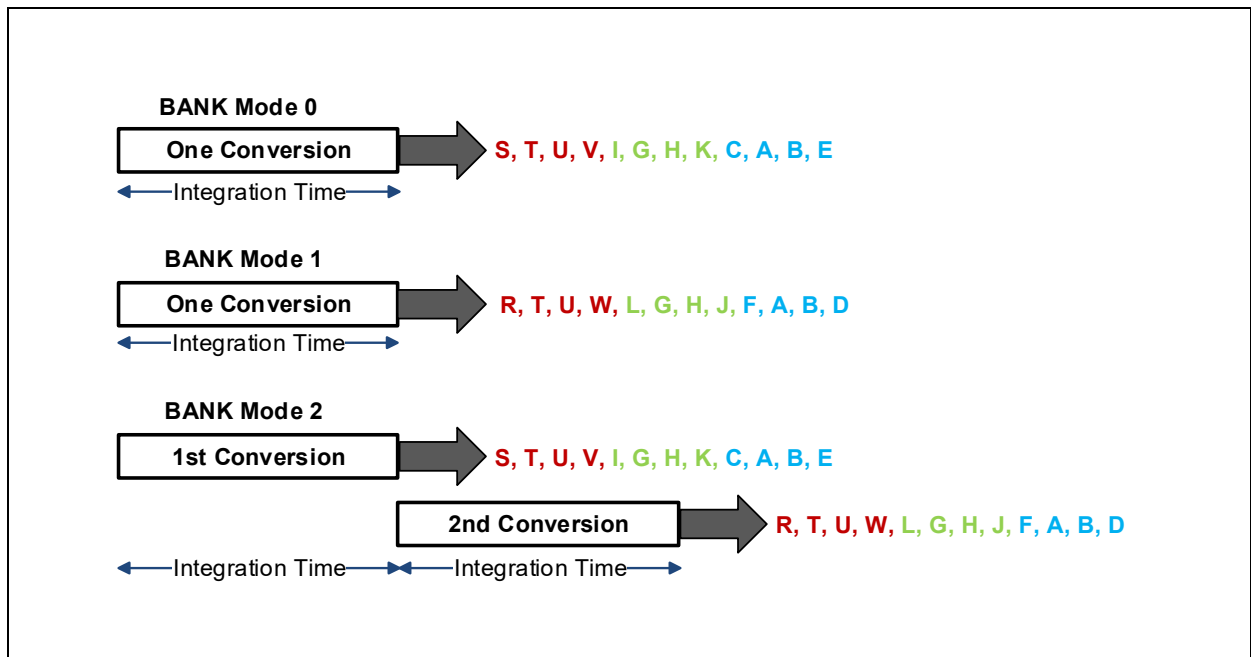 BANK Mode 0
One Conversion
S, T, U, V, I, G, H, K, C, A, B, E
Integration Time
BANK Mode 1
One Conversion
R, T, U, W, L, G, H, J, F, A, B, D
Integration Time
BANK Mode 2
1st Conversion
S, T, U, V, I, G, H, K, C, A, B, E
2nd Conversion
R, T, U, W, L, G, H, J, F, A, B, D
Integration Time
Integration Time